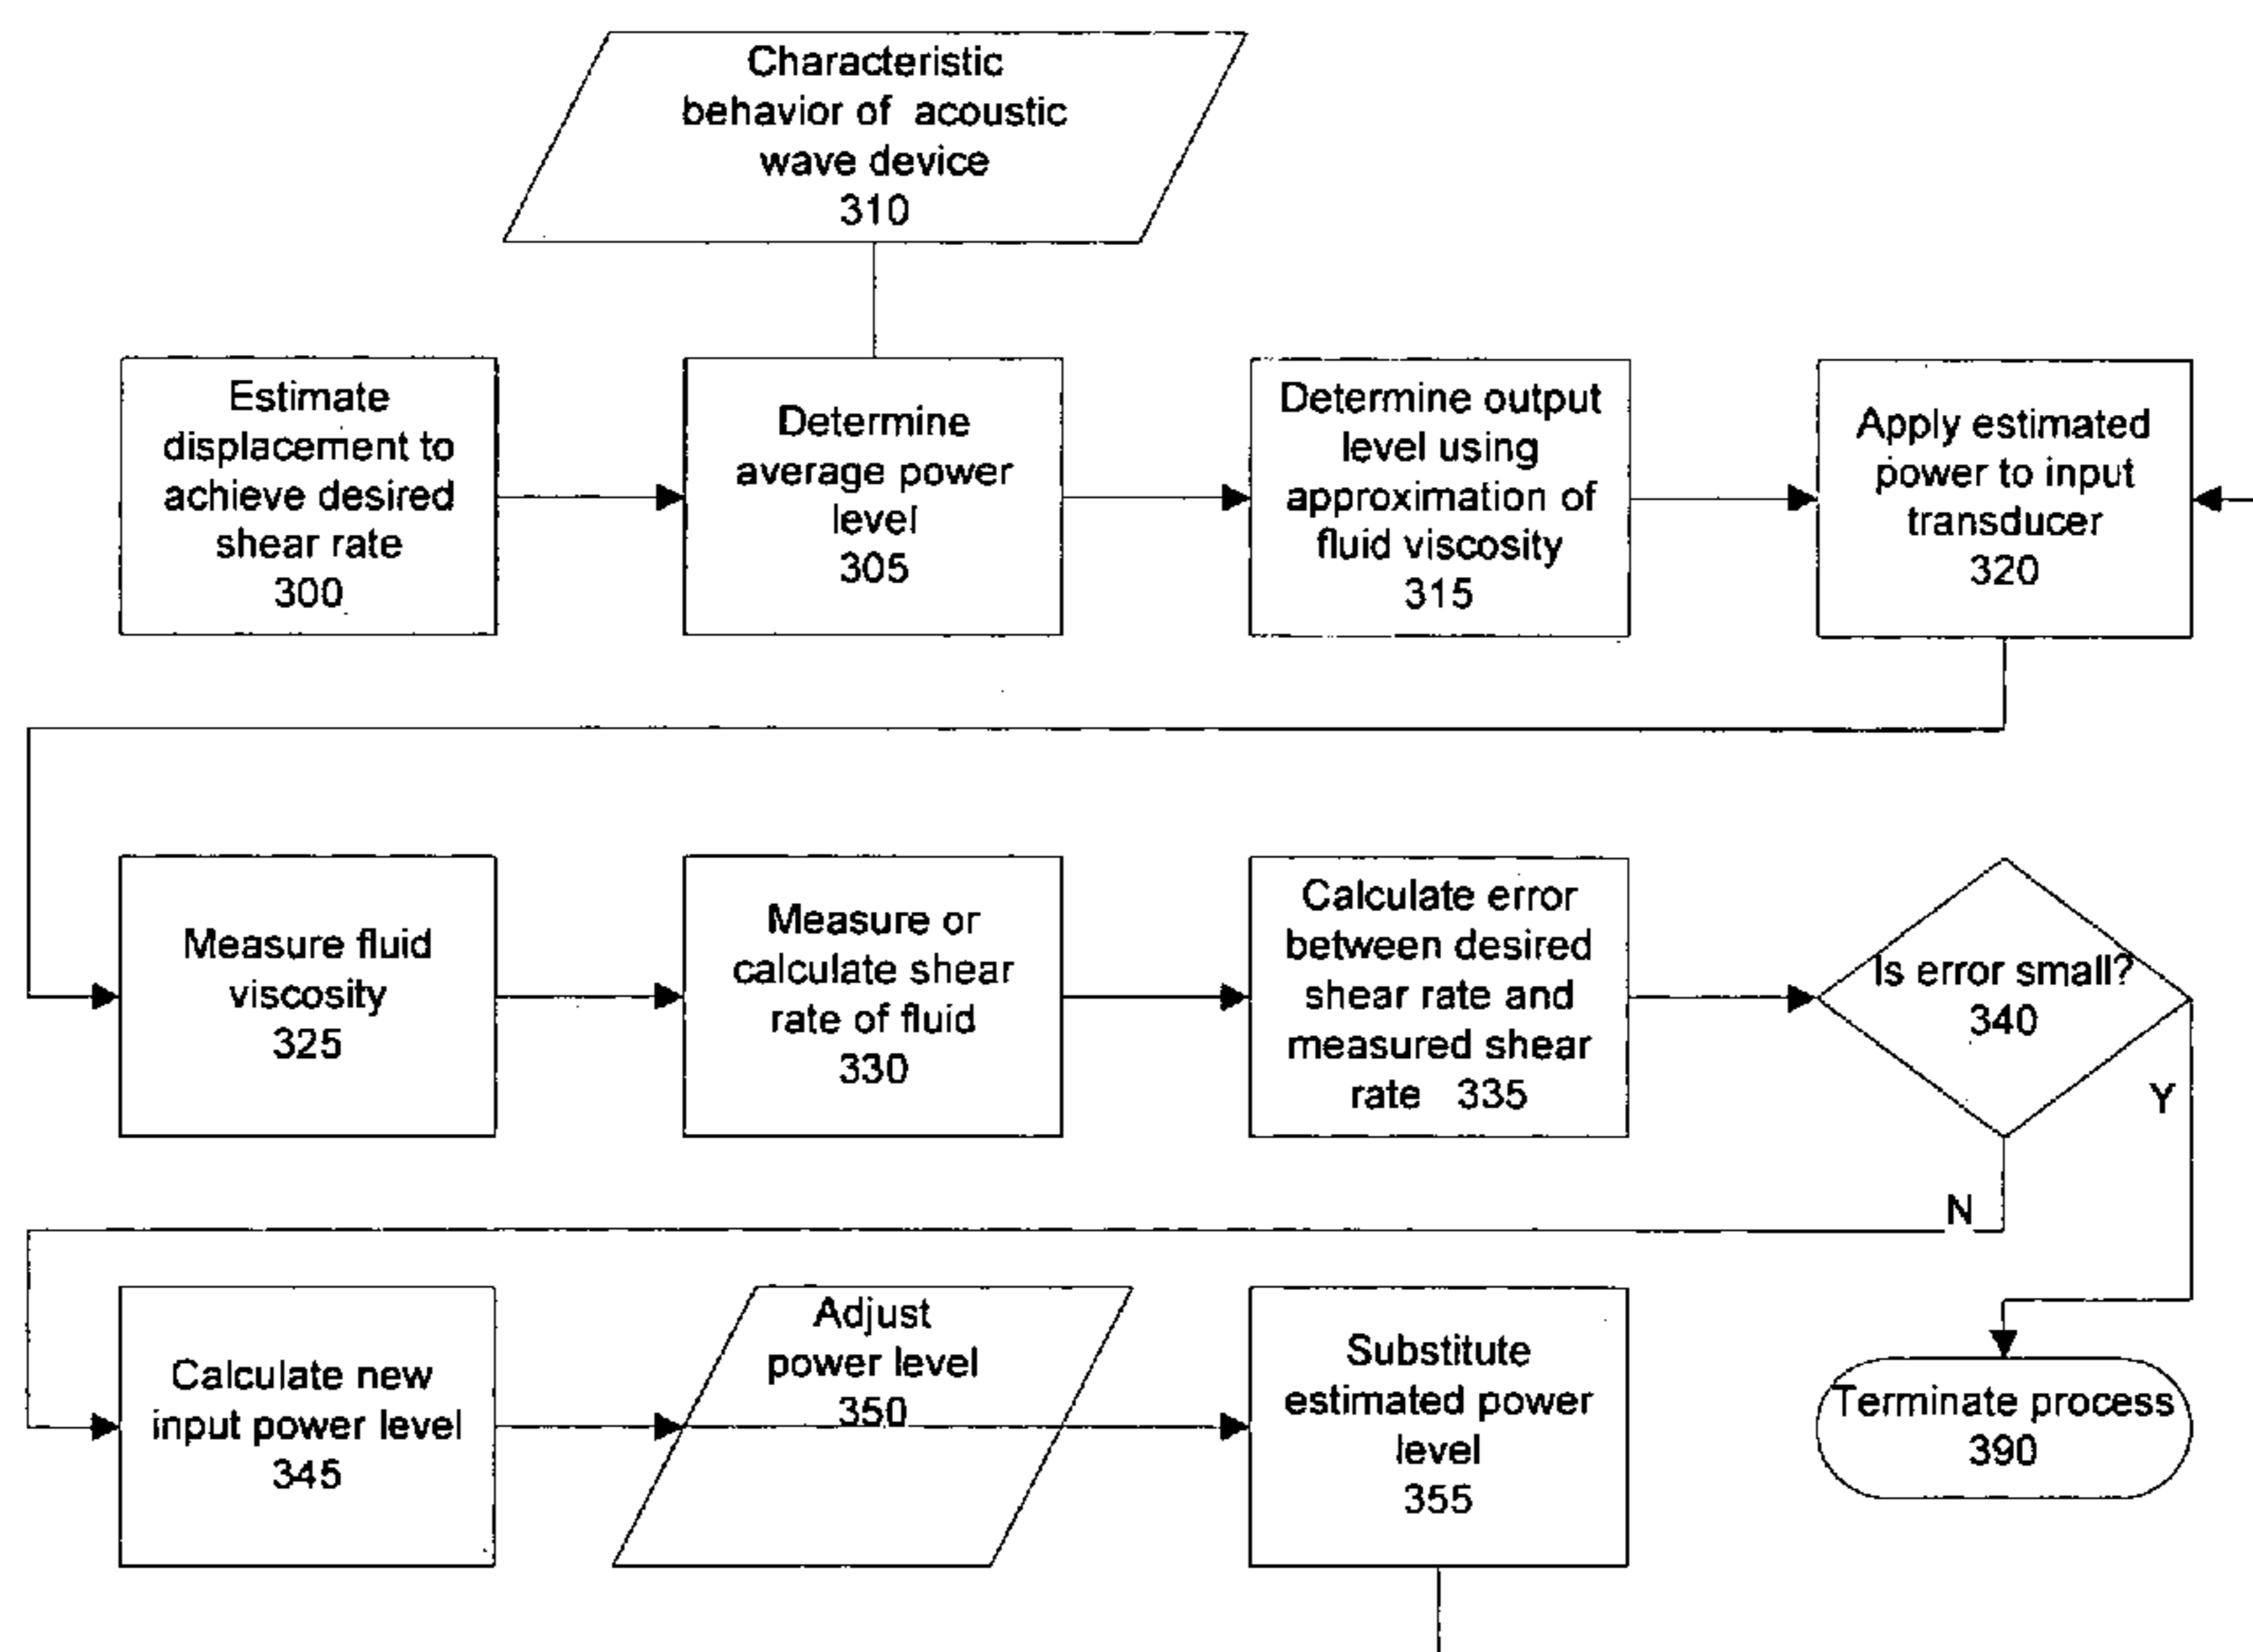 Characteristic
behavior of acoustic
wave device
310
Estimate
displacement to
achieve desired
shear rate
300
Determine
average power
level
305
Determine output
level using
approximation of
fluid viscosity
315
Apply estimated
power to input
transducer
320
Measure fluid
viscosity
325
Measure or
calculate shear
rate of fluid
330
Calculate error
between desired
shear rate and
measured shear
rate 335
Is error small?
340
Y
N
Calculate new
input power level
345
Adjust
power level
350
Substitute
estimated power
level
355
Terminate process
390